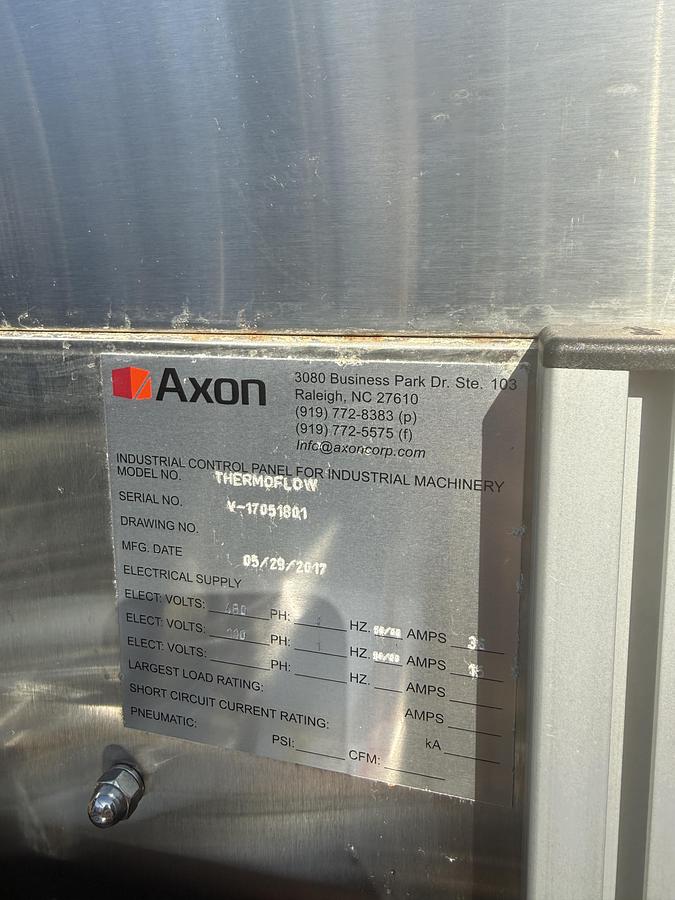 Axon
3080 Business Park Dr. Ste. 103
Raleigh, NC 27610
(919) 772-8383 (p)
(919) 772-5575 (f)
Info@axoncorp.com
INDUSTRIAL CONTROL PANEL FOR INDUSTRIAL MACHINERY
MODEL NO. THERMOFLOW
SERIAL NO. V-17051801
DRAWING NO.
MFG. DATE 05/29/2017
ELECTRICAL SUPPLY
ELECT: VOLTS: 480 PH: HZ. AMPS
ELECT: VOLTS: PH: 1 HZ. AMPS
ELECT: VOLTS: PH: HZ. AMPS
LARGEST LOAD RATING: AMPS
SHORT CIRCUIT CURRENT RATING: kA
PNEUMATIC: PSI: CFM: